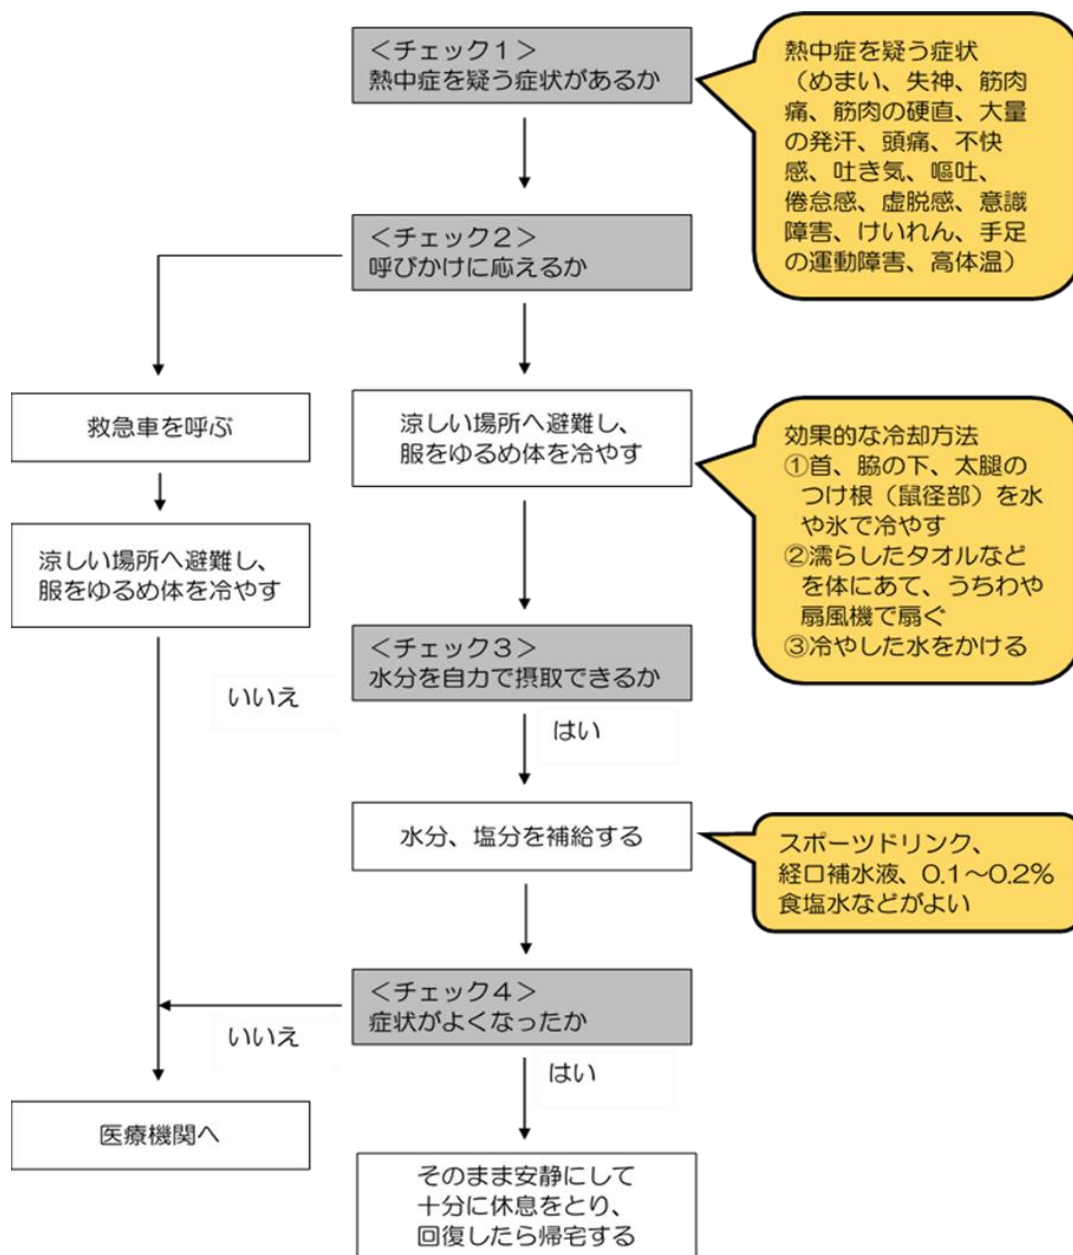 ＜チェック１＞
熱中症を疑う症状があるか
熱中症を疑う症状
（めまい、失神、筋肉
痛、筋肉の硬直、大量
の発汗、頭痛、不快
感、吐き気、嘔吐、
倦怠感、虚脱感、意識
障害、けいれん、手足
の運動障害、高体温）
＜チェック２＞
呼びかけに応えるか
救急車を呼ぶ
涼しい場所へ避難し、
服をゆるめ体を冷やす
涼しい場所へ避難し、
服をゆるめ体を冷やす
効果的な冷却方法
①首、脇の下、太腿の
つけ根（鼠径部）を水
や氷で冷やす
②濡らしたタオルなど
を体にあて、うちわや
扇風機で扇ぐ
③冷やした水をかける
＜チェック３＞
水分を自力で摂取できるか
いいえ
はい
水分、塩分を補給する
スポーツドリンク、
経口補水液、0.1～0.2%
食塩水などがよい
＜チェック４＞
症状がよくなったか
いいえ
はい
医療機関へ
そのまま安静にして
十分に休息をとり、
回復したら帰宅する